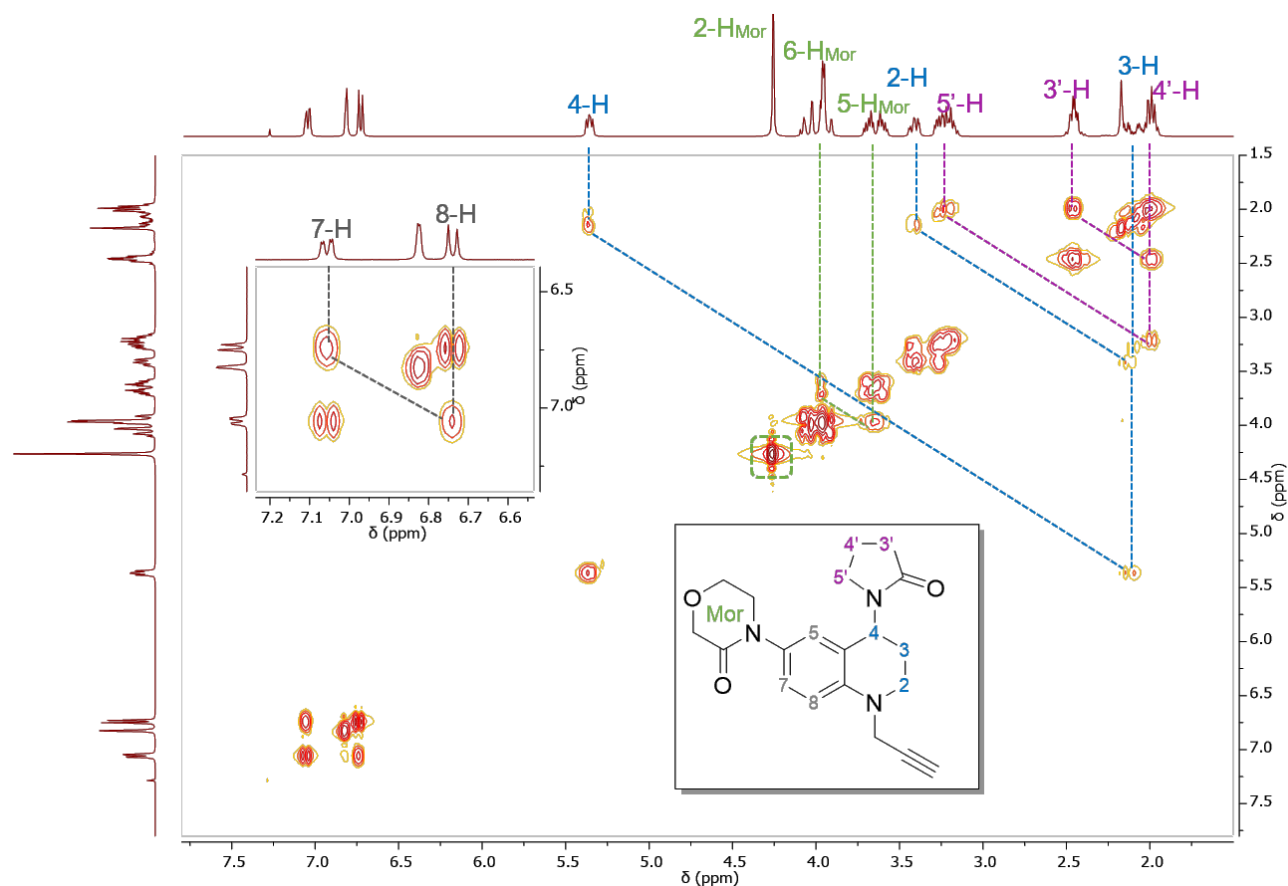 2-HMor
6-HMor
4-H
2-H
5-HMor
5'-H
3'-H
3-H
4'-H
1.5
2.0
2.5
3.0
3.5
4.0
4.5
5.0
5.5
6.0
6.5
7.0
7.5
δ (ppm)
7-H
8-H
6.5
7.0
δ (ppm)
7.2 7.1 7.0 6.9 6.8 6.7 6.6
δ (ppm)
4' 3'
5'
O
N
O
Mor
N
5
4
3
O
7
2
8
N
7.5 7.0 6.5 6.0 5.5 5.0 4.5 4.0 3.5 3.0 2.5 2.0
δ (ppm)